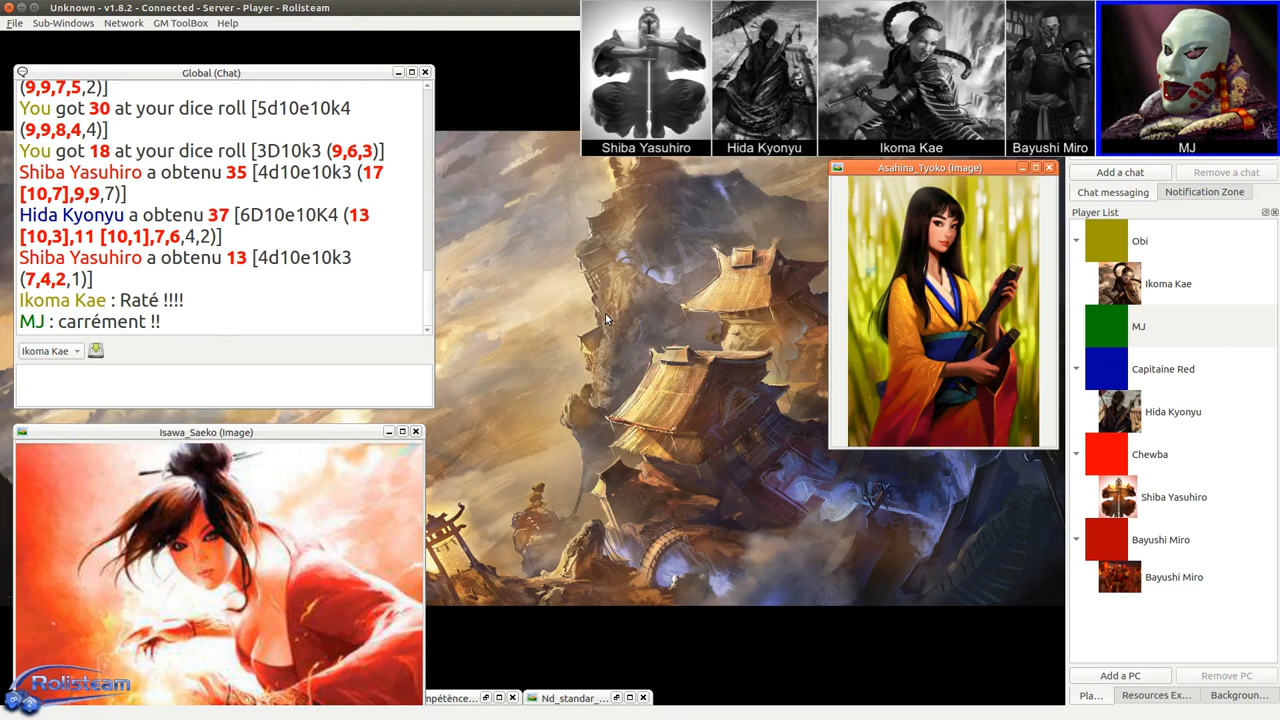 Unknown - v1.8.2 - Connected - Server - Player - Rolisteam
File Sub-Windows Network GM ToolBox Help
Shiba Yasuhiro Hida Kyonyu Ikoma Kae Bayushi Miro MJ
Global (Chat)
(9,9,7,5,2)]
You got 30 at your dice roll [5d10e10k4
(9,9,8,4,4)]
You got 18 at your dice roll [3D10k3 (9,6,3)]
Shiba Yasuhiro a obtenu 35 [4d10e10k3 (17
[10,7],9,9,7)]
Hida Kyonyu a obtenu 37 [6D10e10K4 (13
[10,3],11 [10,1],7,6,4,2)]
Shiba Yasuhiro a obtenu 13 [4d10e10k3
(7,4,2,1)]
Ikoma Kae : Raté !!!!
MJ : carrément !!
Ikoma Kae
Isawa_Saeko (Image)
Rolisteam
Asahina_Tyoko (Image)
Nd_standar_...
Add a chat Remove a chat
Chat messaging Notification Zone
Player List
Obi
Ikoma Kae
MJ
Capitaine Red
Hida Kyonyu
Chewba
Shiba Yasuhiro
Bayushi Miro
Bayushi Miro
Add a PC Remove PC
Pla... Resources Ex... Backgroun...